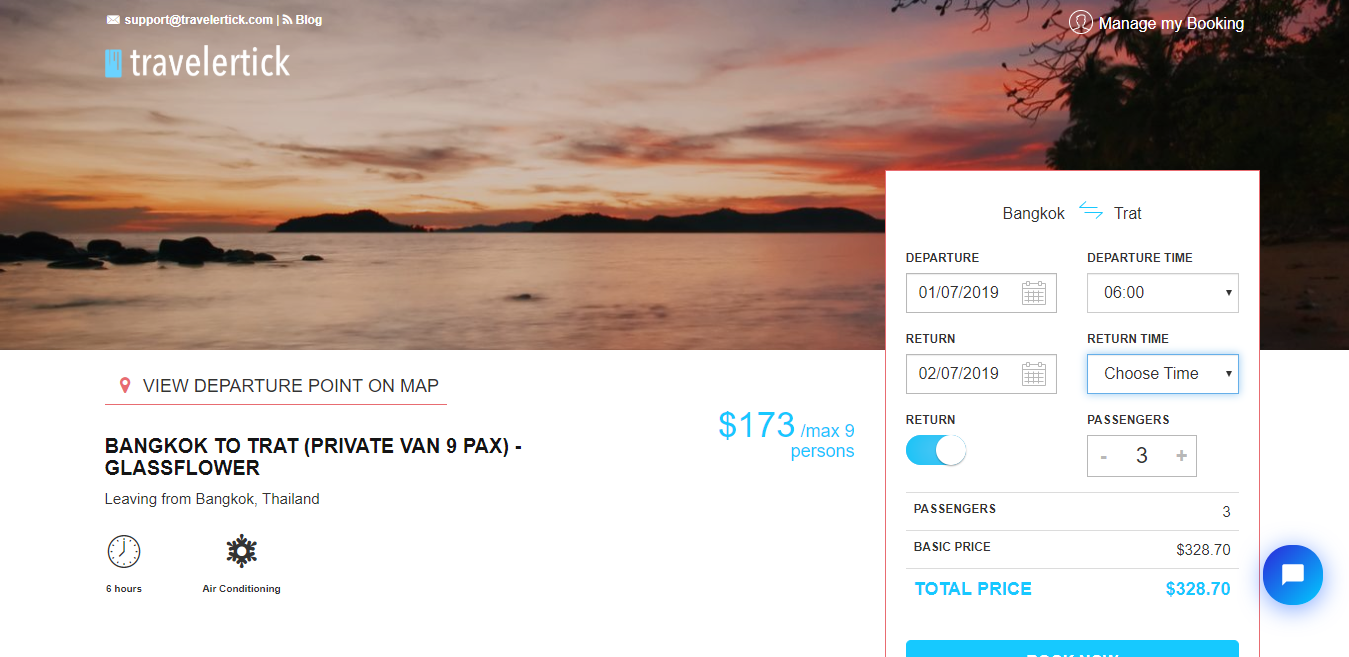 support@travelertick.com | Blog
Manage my Booking
travelertick
Bangkok Trat
DEPARTURE DEPARTURE TIME
01/07/2019 06:00
RETURN RETURN TIME
02/07/2019 Choose Time
RETURN PASSENGERS
- 3 +
PASSENGERS 3
BASIC PRICE $328.70
TOTAL PRICE $328.70
BOOK NOW
VIEW DEPARTURE POINT ON MAP
$173 /max 9
persons
BANGKOK TO TRAT (PRIVATE VAN 9 PAX) -
GLASSFLOWER
Leaving from Bangkok, Thailand
6 hours Air Conditioning